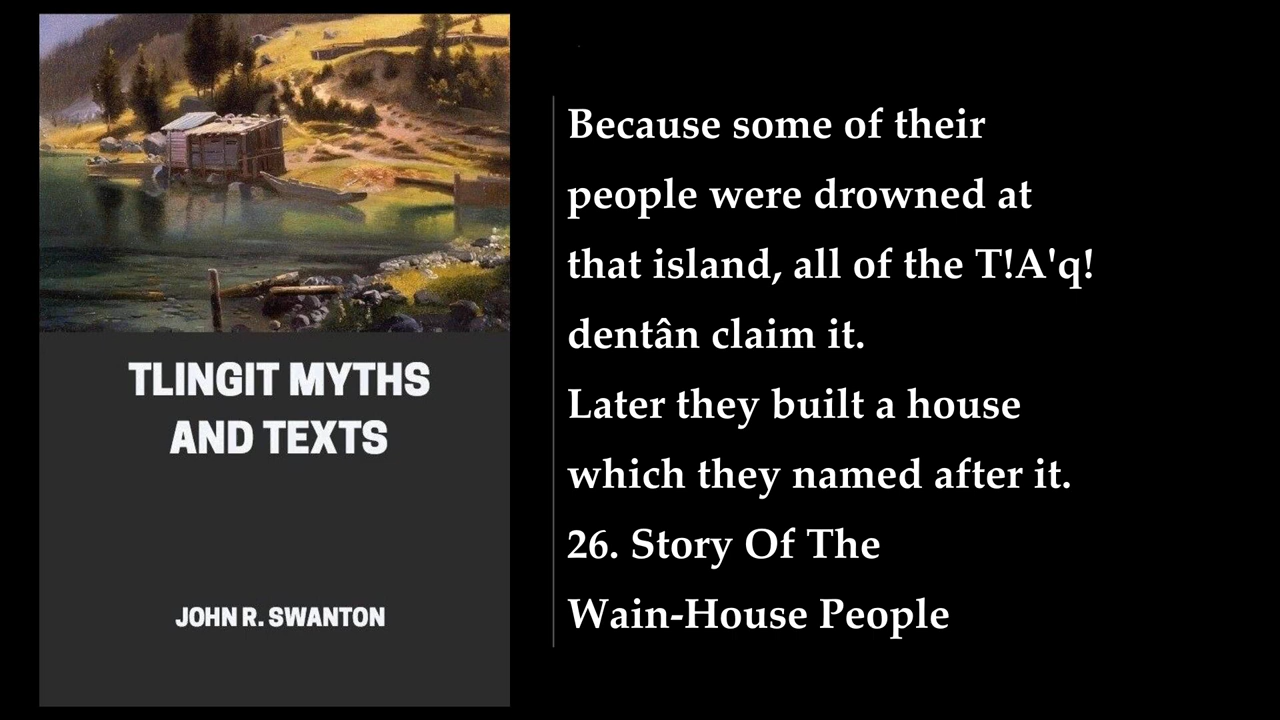 TLINGIT MYTHS
AND TEXTS
JOHN R. SWANTON
Because some of their
people were drowned at
that island, all of the T!A'q!
dentân claim it.
Later they built a house
which they named after it.
26. Story Of The
Wain-House People